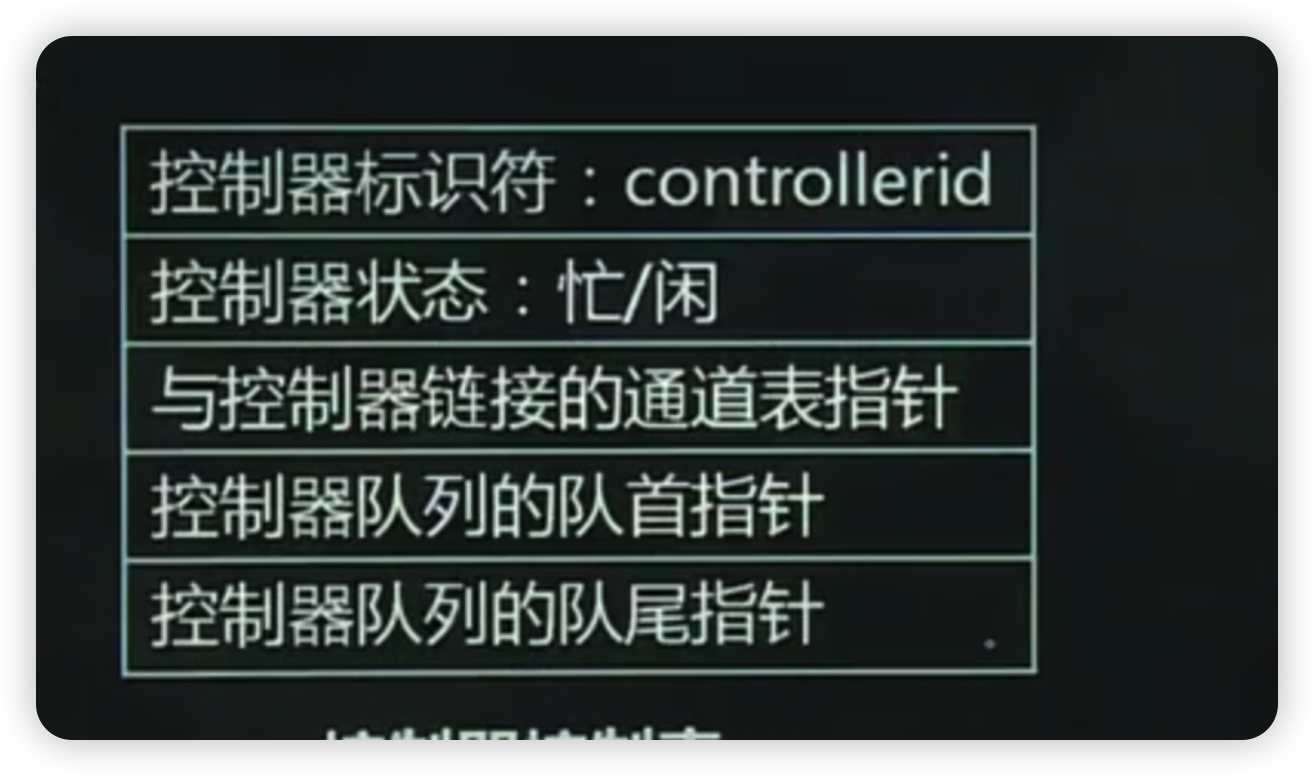 控制器标识符：controllerid
控制器状态：忙/闲
与控制器链接的通道表指针
控制器队列的队首指针
控制器队列的队尾指针